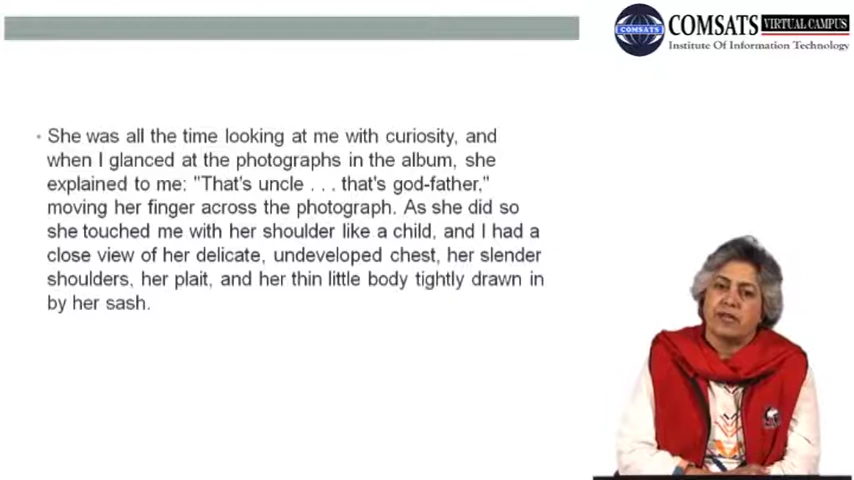 COMSATS
COMSATS VIRTUAL CAMPUS
Institute Of Information Technology
• She was all the time looking at me with curiosity, and
when I glanced at the photographs in the album, she
explained to me: "That's uncle . . . that's god-father,"
moving her finger across the photograph. As she did so
she touched me with her shoulder like a child, and I had a
close view of her delicate, undeveloped chest, her slender
shoulders, her plait, and her thin little body tightly drawn in
by her sash.